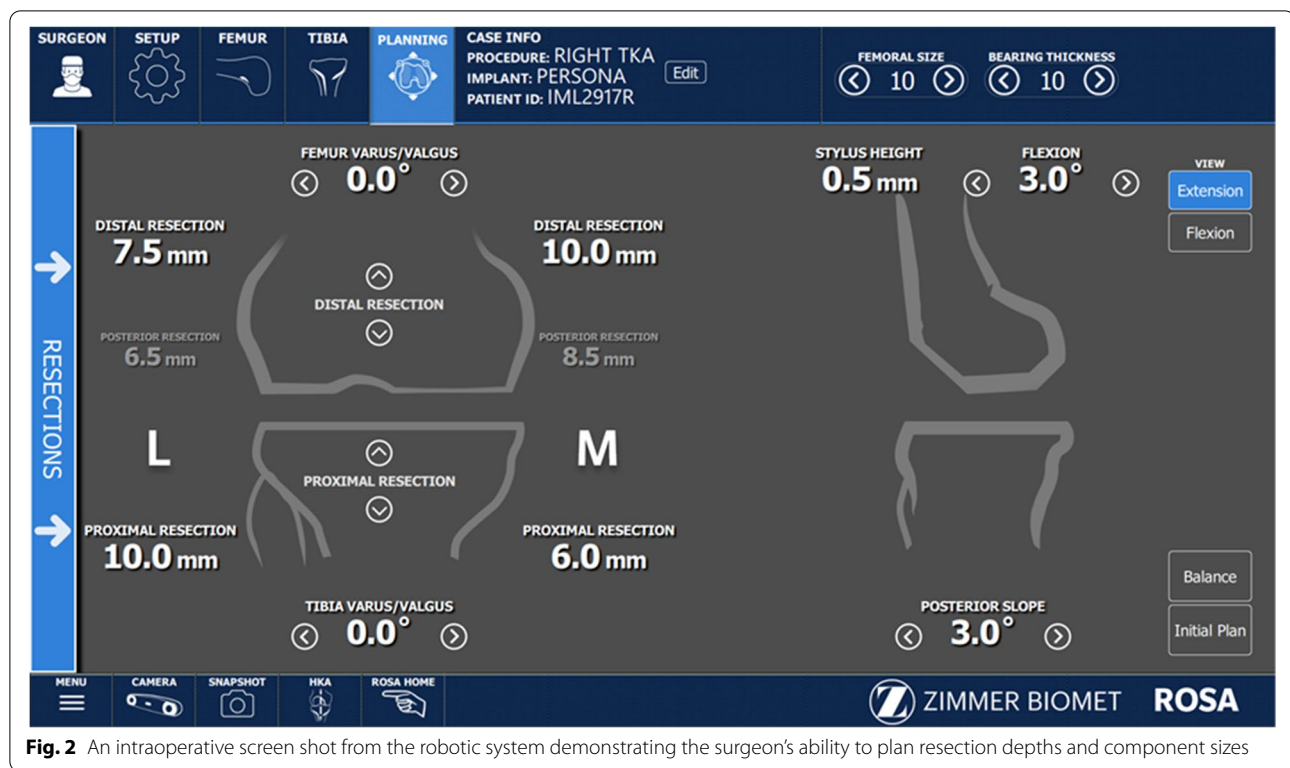 SURGEON
SETUP
FEMUR
TIBIA
PLANNING
CASE INFO
PROCEDURE: RIGHT TKA
IMPLANT: PERSONA
PATIENT ID: IML2917R
Edit
FEMORAL SIZE
10
BEARING THICKNESS
10
FEMUR VARUS/VALGUS
0.0°
STYLUS HEIGHT
0.5 mm
FLEXION
3.0°
VIEW
Extension
Flexion
DISTAL RESECTION
7.5 mm
DISTAL RESECTION
10.0 mm
DISTAL RESECTION
POSTERIOR RESECTION
6.5 mm
POSTERIOR RESECTION
8.5 mm
RESECTIONS
L
M
PROXIMAL RESECTION
PROXIMAL RESECTION
10.0 mm
PROXIMAL RESECTION
6.0 mm
TIBIA VARUS/VALGUS
0.0°
POSTERIOR SLOPE
3.0°
Balance
Initial Plan
MENU
CAMERA
SNAPSHOT
HKA
ROSA HOME
ZIMMER BIOMET
ROSA
Fig. 2 An intraoperative screen shot from the robotic system demonstrating the surgeon's ability to plan resection depths and component sizes